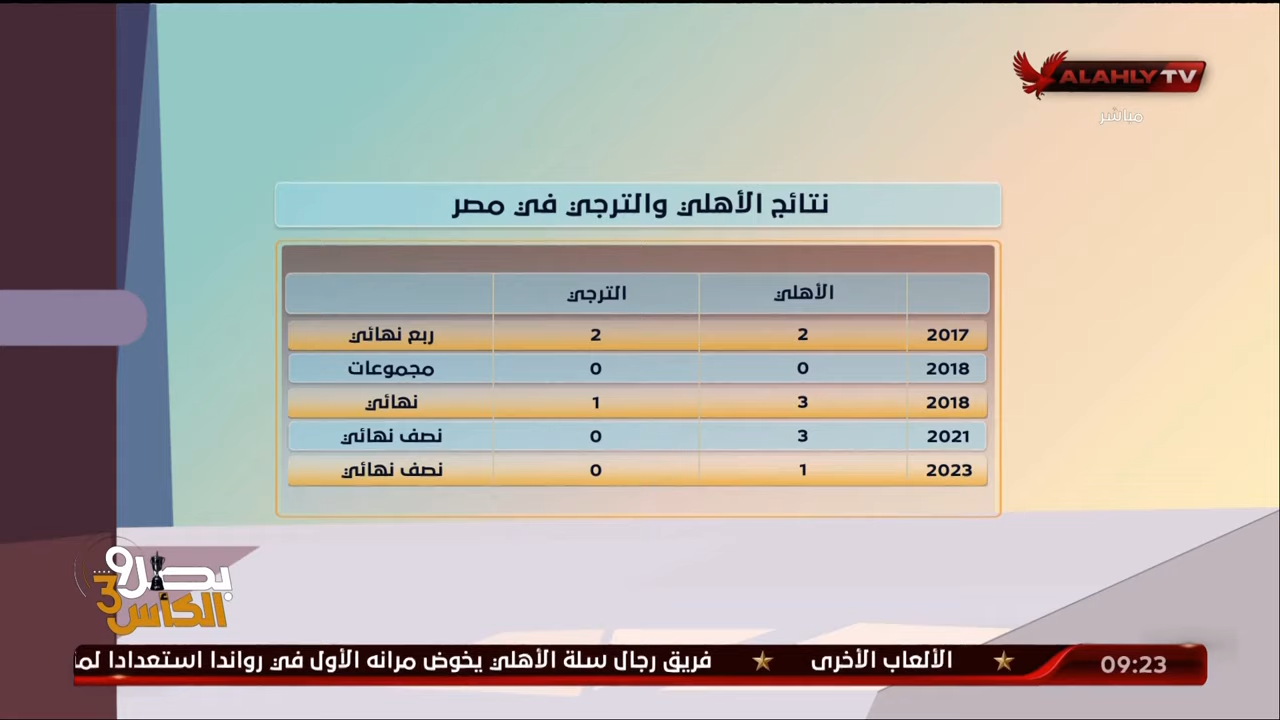 ALAHLY TV
مباشر
نتائج الأهلي والترجي في مصر
الأهلي الترجي
2017 2 2 ربع نهائي
2018 0 0 مجموعات
2018 3 1 نهائي
2021 3 0 نصف نهائي
2023 1 0 نصف نهائي
الكأس 3
09:23 الألعاب الأخرى فريق رجال سلة الأهلي يخوض مرانه الأول في رواندا استعدادا